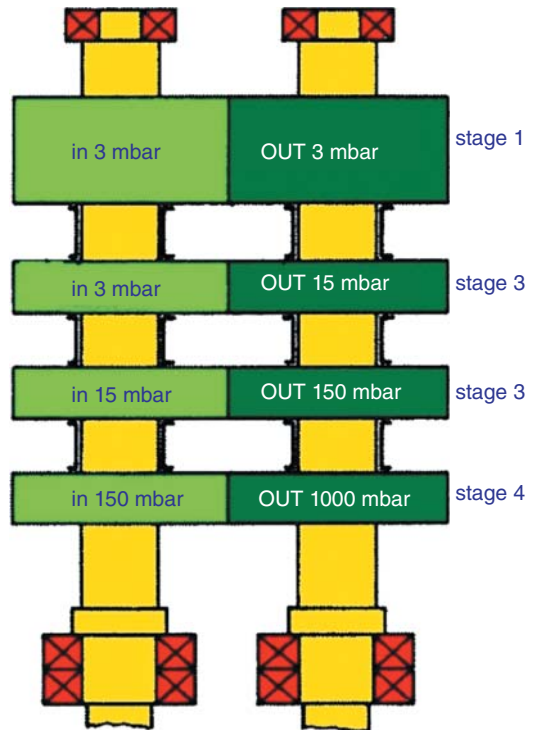 in 3 mbar OUT 3 mbar stage 1
in 3 mbar OUT 15 mbar stage 3
in 15 mbar OUT 150 mbar stage 3
in 150 mbar OUT 1000 mbar stage 4